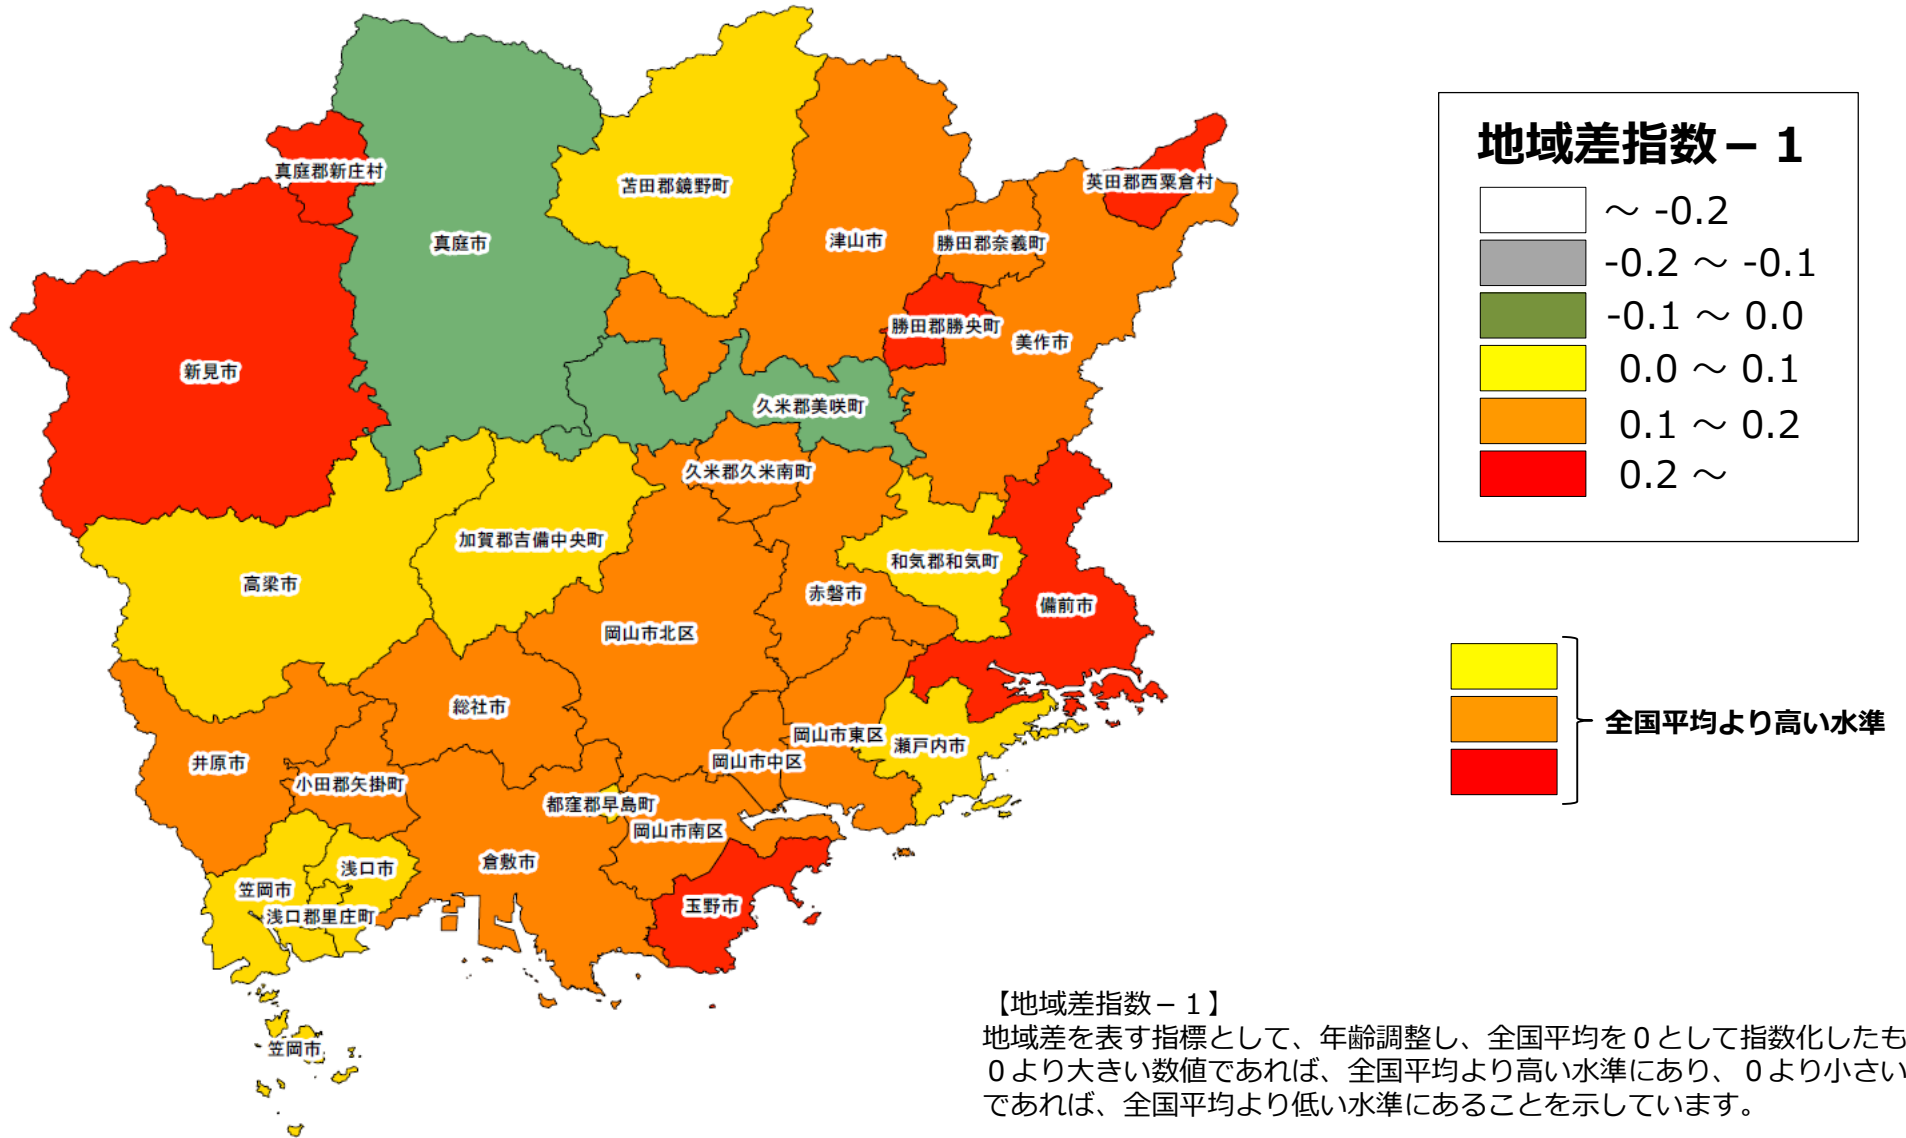 真庭郡新庄村
苫田郡鏡野町
英田郡西粟倉村
真庭市
津山市
勝田郡奈義町
勝田郡勝央町
美作市
新見市
久米郡美咲町
久米郡久米南町
加賀郡吉備中央町
和気郡和気町
高梁市
赤磐市
備前市
岡山市北区
総社市
岡山市東区
瀬戸内市
井原市
岡山市中区
小田郡矢掛町
都窪郡早島町
岡山市南区
倉敷市
浅口市
笠岡市
玉野市
浅口郡里庄町
笠岡市
地域差指数－1
～ -0.2
-0.2 ～ -0.1
-0.1 ～ 0.0
0.0 ～ 0.1
0.1 ～ 0.2
0.2 ～
全国平均より高い水準
【地域差指数－１】
地域差を表す指標として、年齢調整し、全国平均を０として指数化したも
０より大きい数値であれば、全国平均より高い水準にあり、０より小さい
であれば、全国平均より低い水準にあることを示しています。